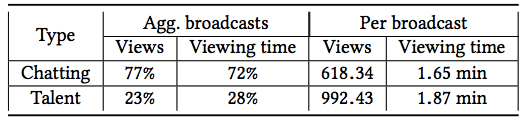 Type Agg. broadcasts Per broadcast
Views Viewing time Views Viewing time
Chatting 77% 72% 618.34 1.65 min
Talent 23% 28% 992.43 1.87 min